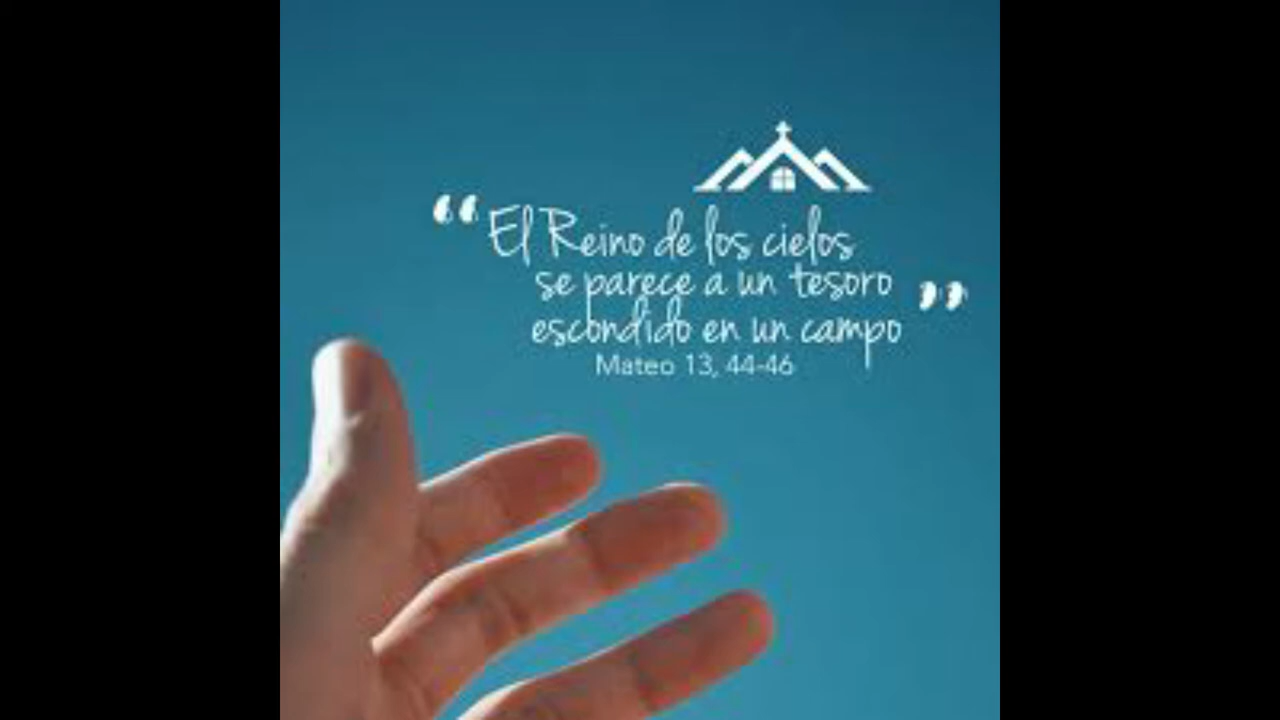 “El Reino de los cielos
se parece a un tesoro
escondido en un campo”
Mateo 13, 44-46